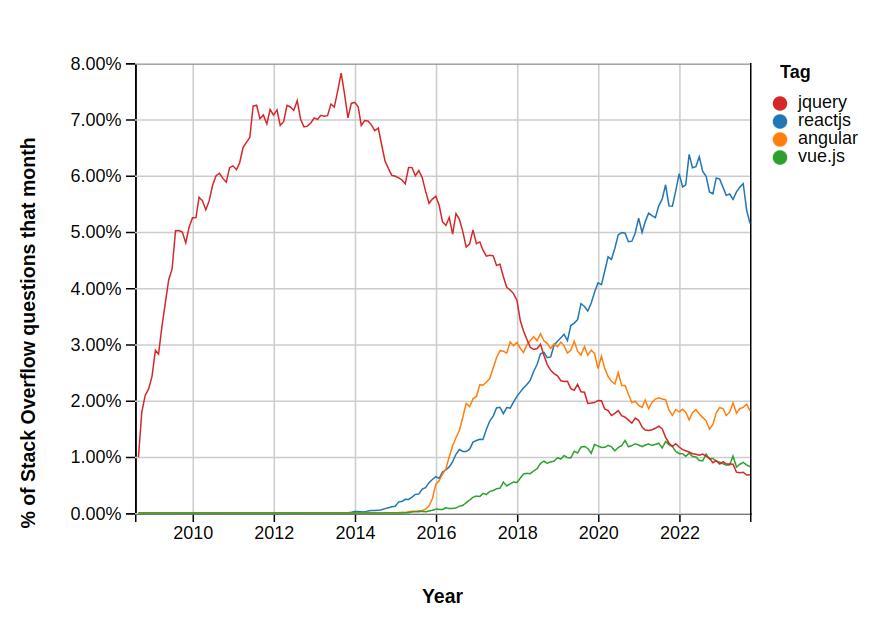 Tag
jquery
reactjs
angular
vue.js
% of Stack Overflow questions that month
8.00%
7.00%
6.00%
5.00%
4.00%
3.00%
2.00%
1.00%
0.00%
2010 2012 2014 2016 2018 2020 2022
Year